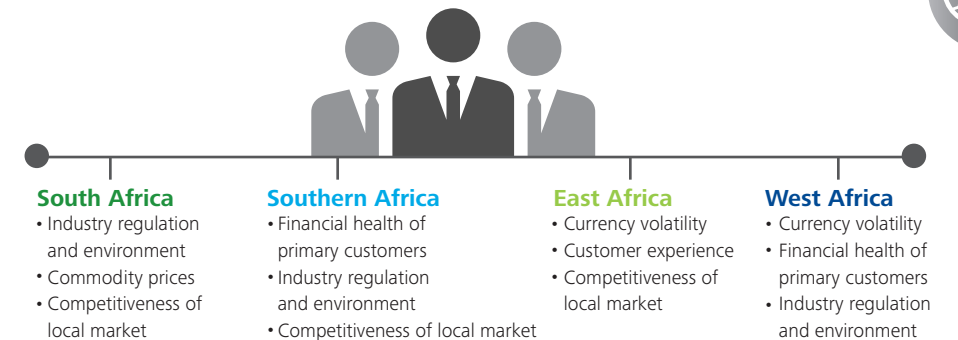 South Africa
• Industry regulation
and environment
• Commodity prices
• Competitiveness of
local market
Southern Africa
• Financial health of
primary customers
• Industry regulation
and environment
• Competitiveness of local market
East Africa
• Currency volatility
• Customer experience
• Competitiveness of
local market
West Africa
• Currency volatility
• Financial health of
primary customers
• Industry regulation
and environment